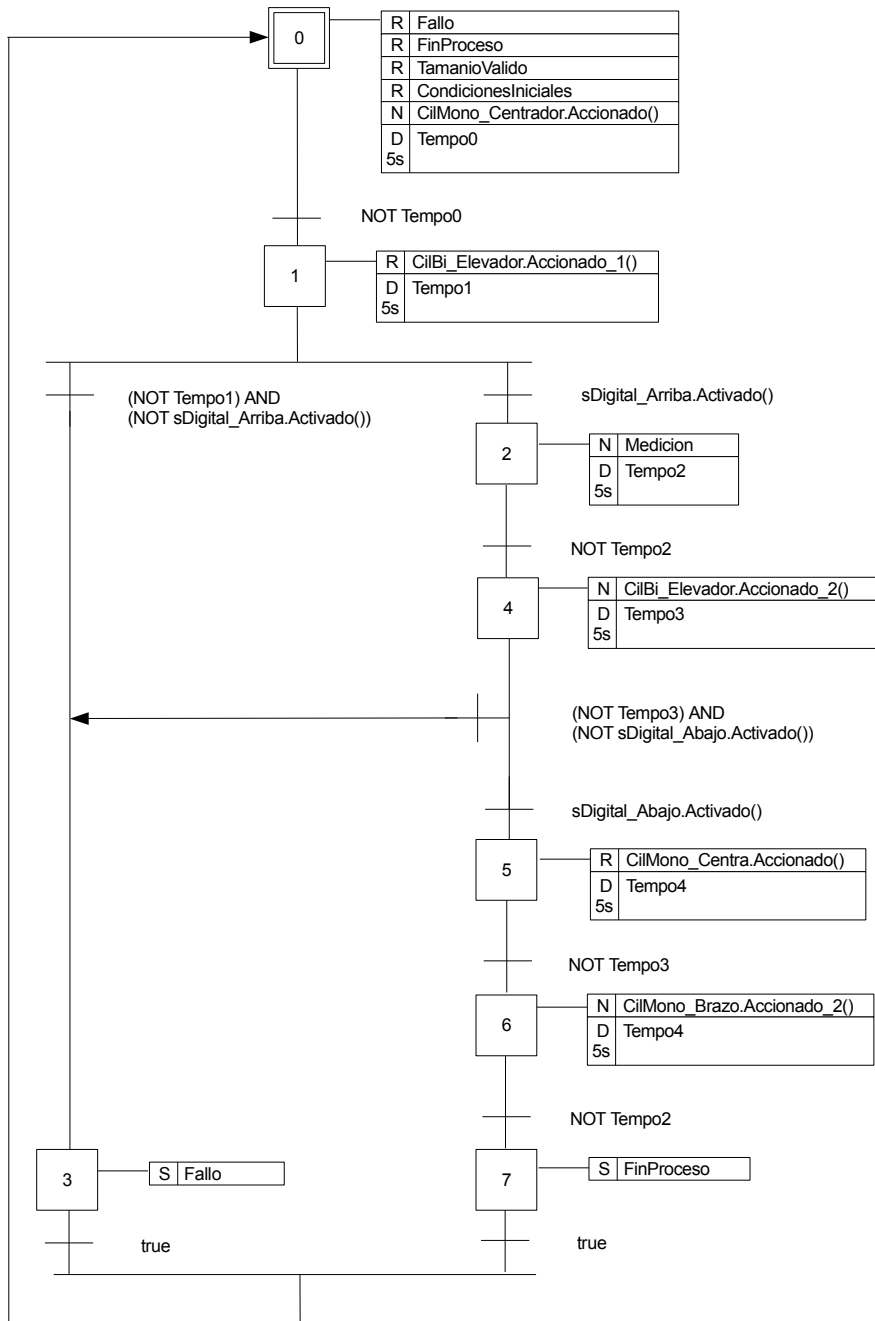 0
R Fallo
R FinProceso
R TamanioValido
R CondicionesIniciales
N CilMono_Centrador.Accionado()
D Tempo0
5s
NOT Tempo0
1
R CilBi_Elevador.Accionado_1()
D Tempo1
5s
(NOT Tempo1) AND
(NOT sDigital_Arriba.Activado())
sDigital_Arriba.Activado()
2
N Medicion
D Tempo2
5s
NOT Tempo2
4
N CilBi_Elevador.Accionado_2()
D Tempo3
5s
(NOT Tempo3) AND
(NOT sDigital_Abajo.Activado())
sDigital_Abajo.Activado()
5
R CilMono_Centra.Accionado()
D Tempo4
5s
NOT Tempo3
6
N CilMono_Brazo.Accionado_2()
D Tempo4
5s
NOT Tempo2
3
S Fallo
7
S FinProceso
true
true